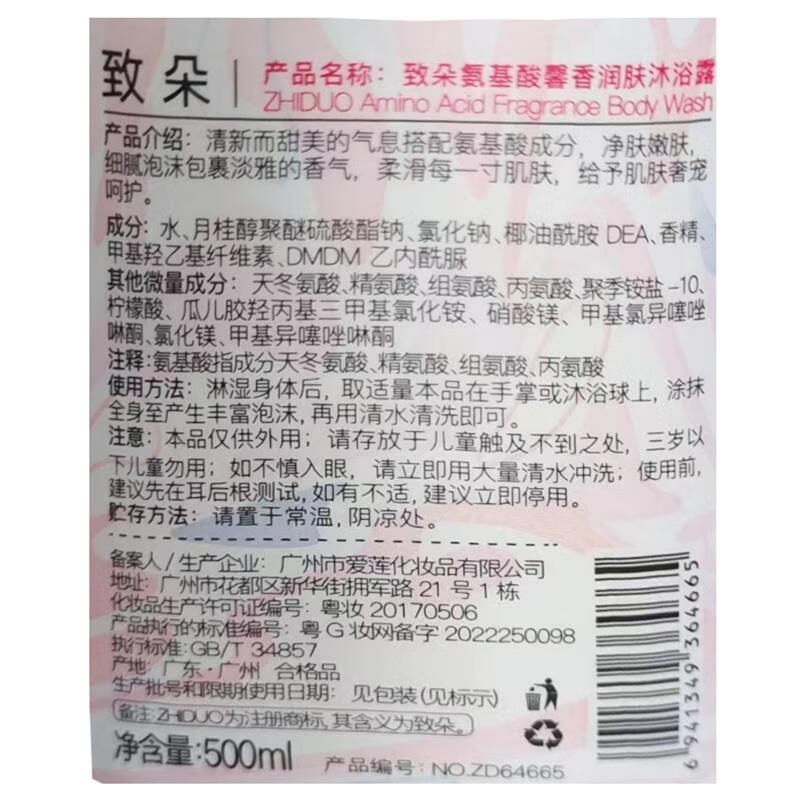 致朵 产品名称：致朵氨基酸馨香润肤沐浴露
ZHIDUO Amino Acid Fragrance Body Wash
产品介绍：清新而甜美的气息搭配氨基酸成分，净肤嫩肤，
细腻泡沫包裹淡雅的香气，柔滑每一寸肌肤，给予肌肤奢宠
呵护。
成分：水、月桂醇聚醚硫酸酯钠、氯化钠、椰油酰胺 DEA、香精、
甲基羟乙基纤维素、DMDM 乙内酰脲
其他微量成分：天冬氨酸、精氨酸、组氨酸、丙氨酸、聚季铵盐-10、
柠檬酸、瓜儿胶羟丙基三甲基氯化铵、硝酸镁、甲基氯异噻唑
啉酮、氯化镁、甲基异噻唑啉酮
注释：氨基酸指成分天冬氨酸、精氨酸、组氨酸、丙氨酸
使用方法：淋湿身体后，取适量本品在手掌或沐浴球上，涂抹
全身至产生丰富泡沫，再用清水清洗即可。
注意：本品仅供外用；请存放于儿童触及不到之处，三岁以
下儿童勿用；如不慎入眼，请立即用大量清水冲洗；使用前，
建议先在耳后根测试，如有不适，建议立即停用。
贮存方法：请置于常温，阴凉处。
备案人/生产企业：广州市爱莲化妆品有限公司
地址：广州市花都区新华街拥军路 21 号 1 栋
化妆品生产许可证编号：粤妆 20170506
产品执行的标准编号：粤 G 妆网备字 2022250098
执行标准：GB/T 34857
产地：广东·广州 合格品
生产批号和限期使用日期：见包装(见标示)
备注：ZHIDUO为注册商标，其含义为致朵。
净含量:500ml
产品编号：NO.ZD64665
6941349364665